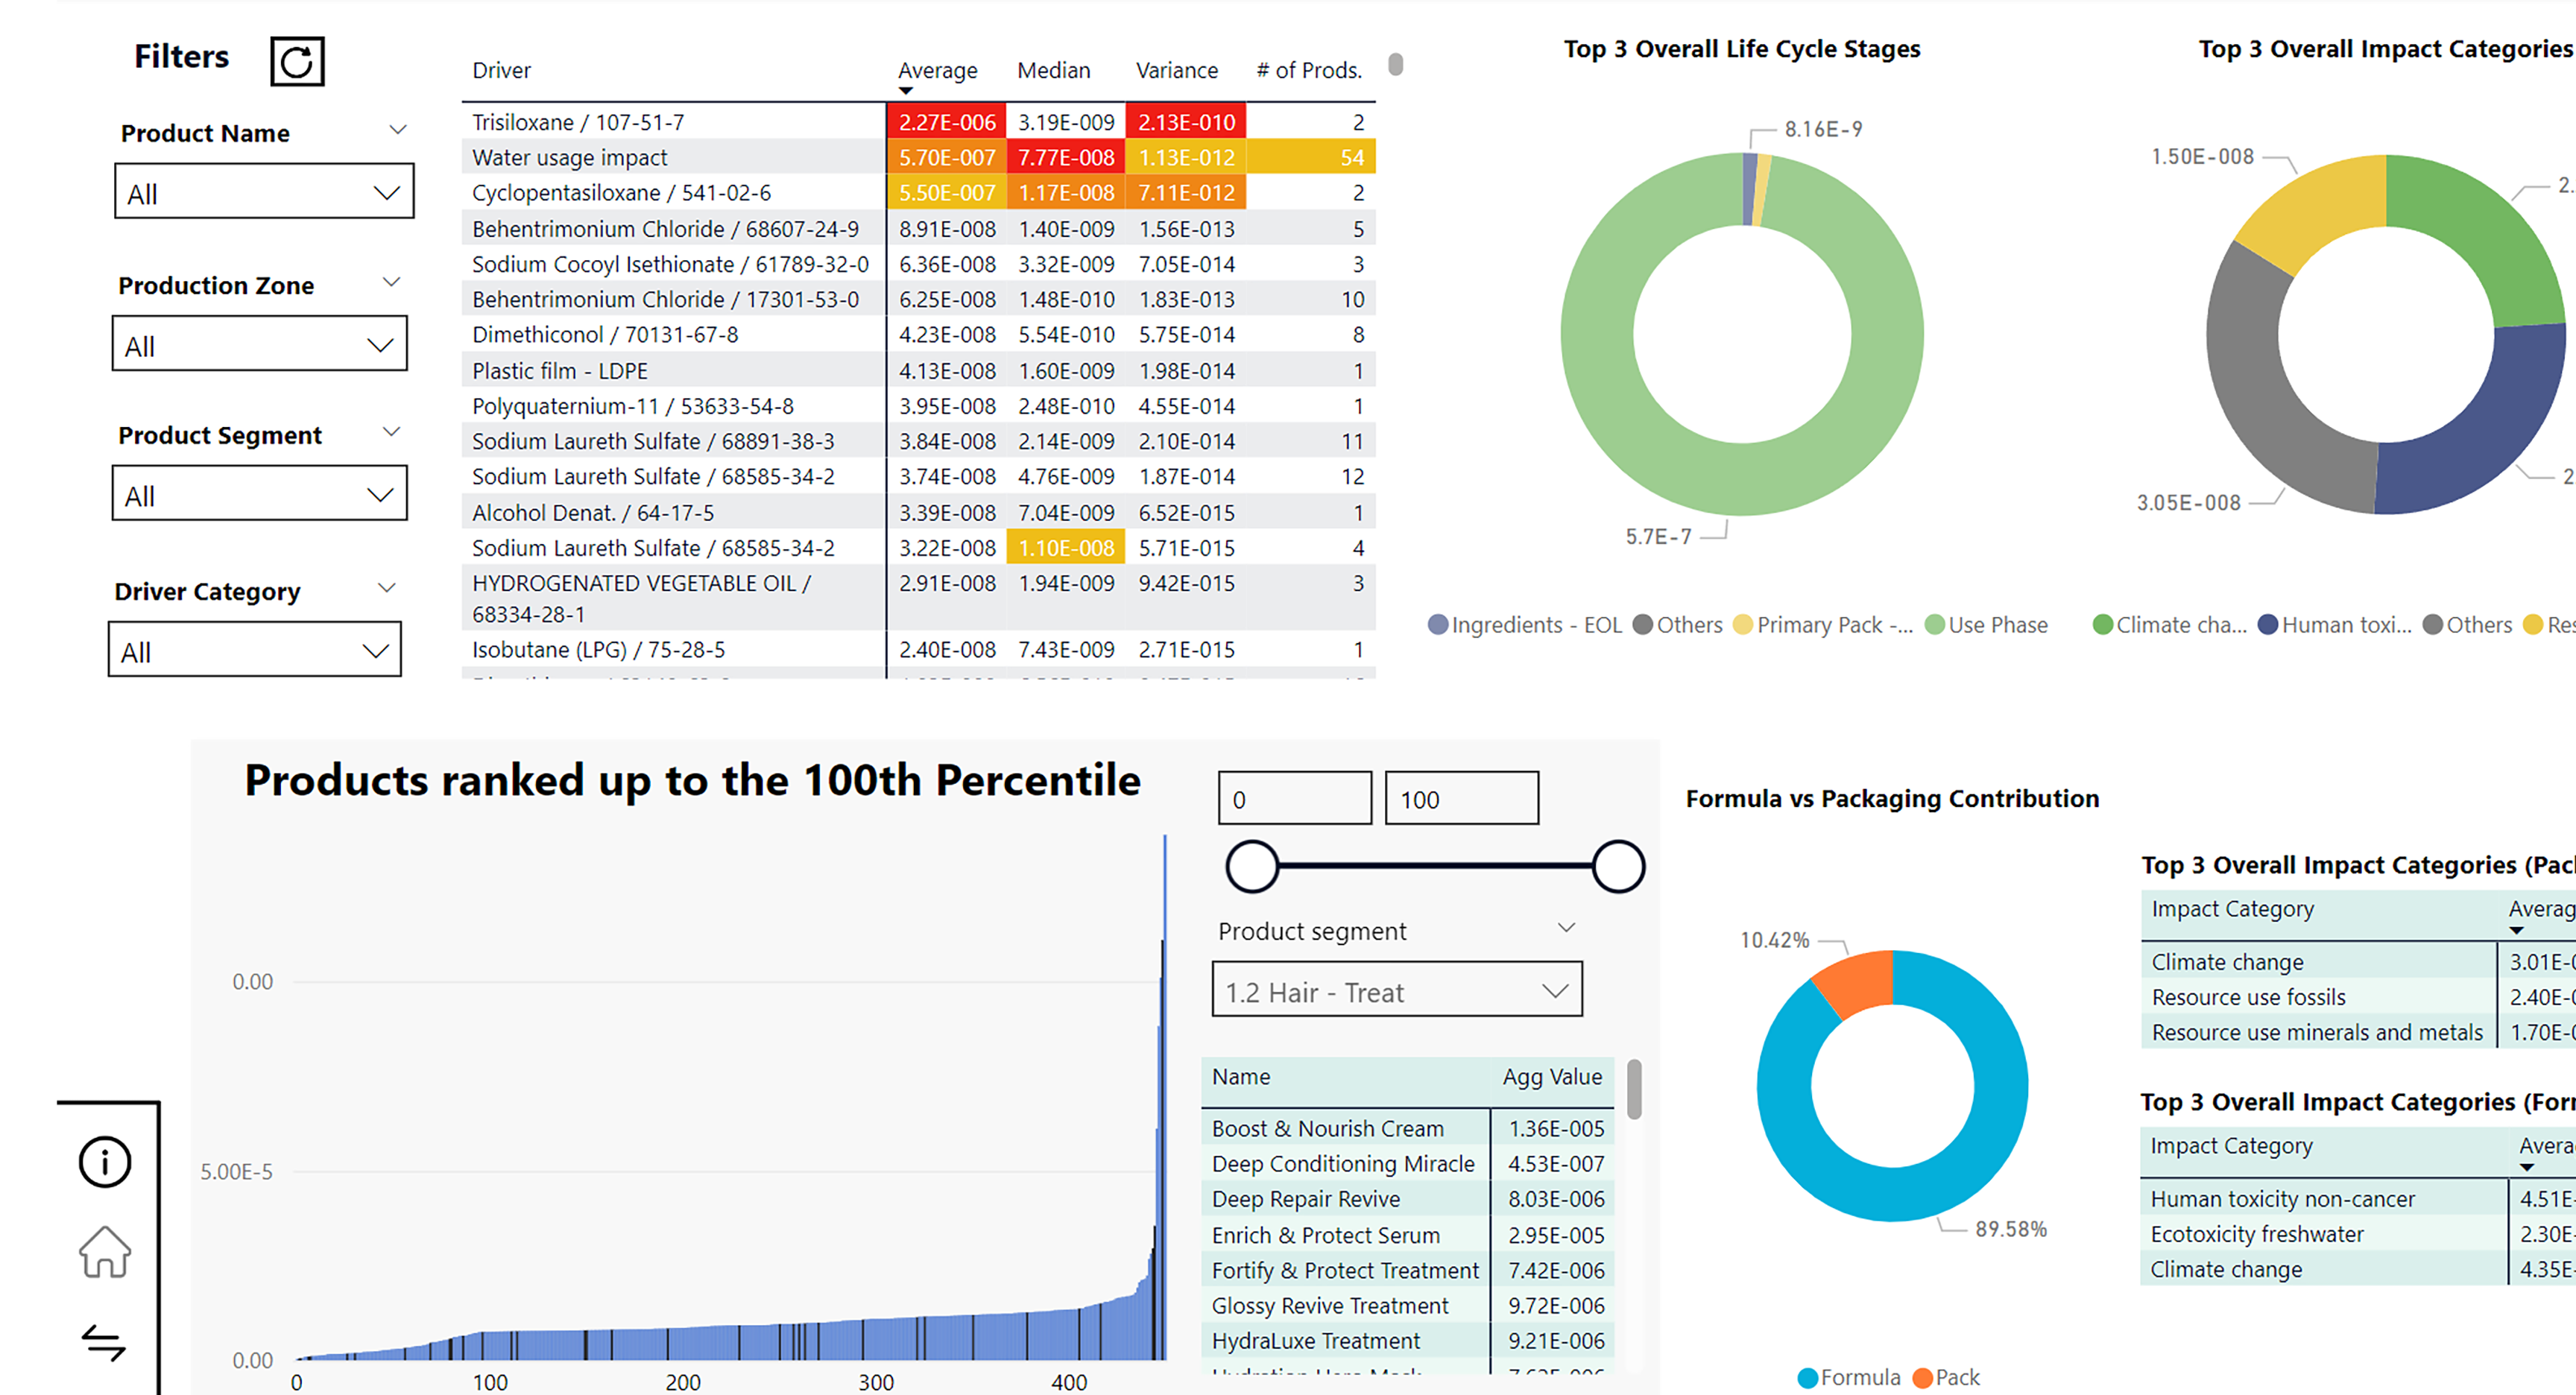 Filters
Product Name
All
Production Zone
All
Product Segment
All
Driver Category
All
Driver Average Median Variance # of Prods.
Trisiloxane / 107-51-7 2.27E-006 3.19E-009 2.13E-010 2
Water usage impact 5.70E-007 7.77E-008 1.13E-012 54
Cyclopentasiloxane / 541-02-6 5.50E-007 1.17E-008 7.11E-012 2
Behentrimonium Chloride / 68607-24-9 8.91E-008 1.40E-009 1.56E-013 5
Sodium Cocoyl Isethionate / 61789-32-0 6.36E-008 3.32E-009 7.05E-014 3
Behentrimonium Chloride / 17301-53-0 6.25E-008 1.48E-010 1.83E-013 10
Dimethiconol / 70131-67-8 4.23E-008 5.54E-010 5.75E-014 8
Plastic film - LDPE 4.13E-008 1.60E-009 1.98E-014 1
Polyquaternium-11 / 53633-54-8 3.95E-008 2.48E-010 4.55E-014 1
Sodium Laureth Sulfate / 68891-38-3 3.84E-008 2.14E-009 2.10E-014 11
Sodium Laureth Sulfate / 68585-34-2 3.74E-008 4.76E-009 1.87E-014 12
Alcohol Denat. / 64-17-5 3.39E-008 7.04E-009 6.52E-015 1
Sodium Laureth Sulfate / 68585-34-2 3.22E-008 1.10E-008 5.71E-015 4
HYDROGENATED VEGETABLE OIL / 2.91E-008 1.94E-009 9.42E-015 3
68334-28-1
Isobutane (LPG) / 75-28-5 2.40E-008 7.43E-009 2.71E-015 1
Top 3 Overall Life Cycle Stages
8.16E-9
5.7E-7
Ingredients - EOL Others Primary Pack -... Use Phase
Top 3 Overall Impact Categories
1.50E-008
2.
3.05E-008
2
Climate cha... Human toxi... Others Res
Products ranked up to the 100th Percentile
0.00
5.00E-5
0.00
0 100 200 300 400
0 100
Product segment
1.2 Hair - Treat
Name Agg Value
Boost & Nourish Cream 1.36E-005
Deep Conditioning Miracle 4.53E-007
Deep Repair Revive 8.03E-006
Enrich & Protect Serum 2.95E-005
Fortify & Protect Treatment 7.42E-006
Glossy Revive Treatment 9.72E-006
HydraLuxe Treatment 9.21E-006
Formula vs Packaging Contribution
10.42%
89.58%
Formula Pack
Top 3 Overall Impact Categories (Pac
Impact Category Averag
Climate change 3.01E-0
Resource use fossils 2.40E-0
Resource use minerals and metals 1.70E-0
Top 3 Overall Impact Categories (For
Impact Category Avera
Human toxicity non-cancer 4.51E-
Ecotoxicity freshwater 2.30E-
Climate change 4.35E-